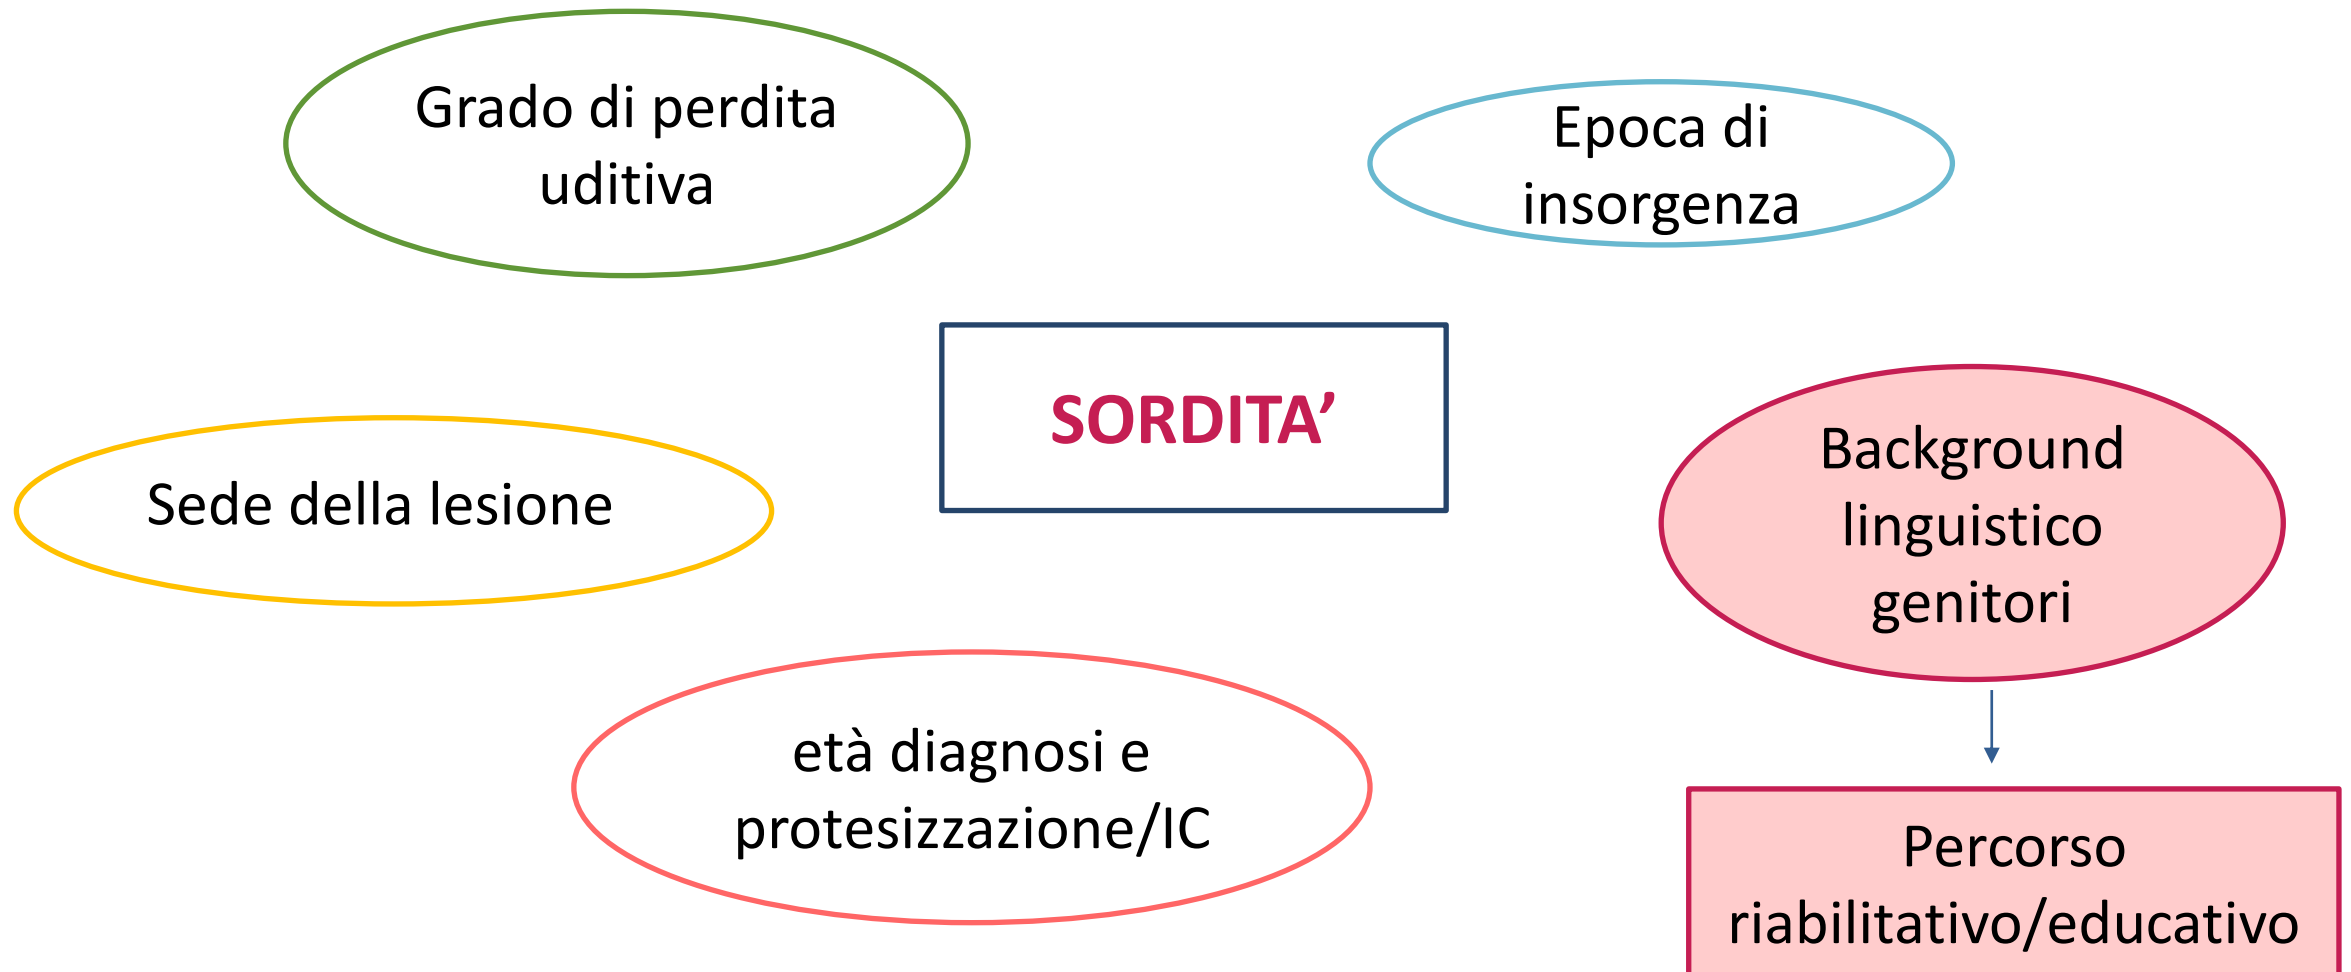 Grado di perdita
uditiva
Epoca di
insorgenza
SORDITA’
Sede della lesione
Background
linguistico
genitori
età diagnosi e
protesizzazione/IC
Percorso
riabilitativo/educativo